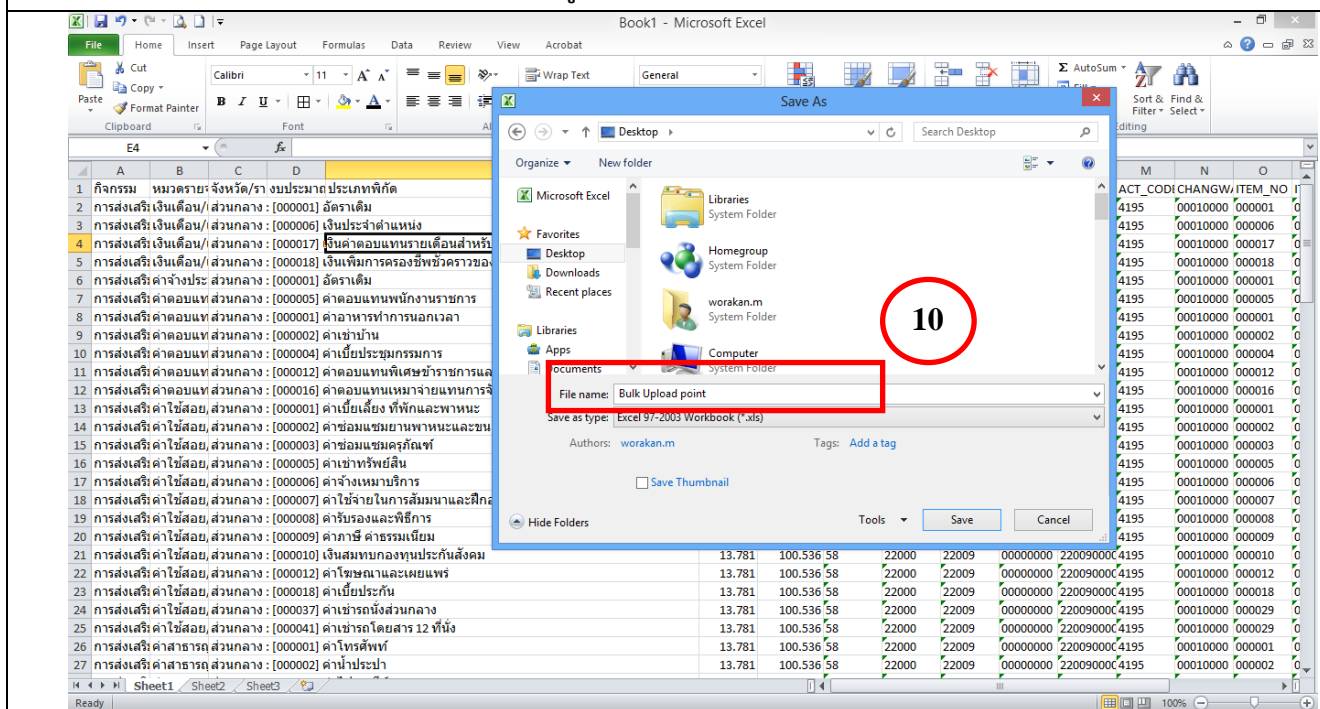 Book1 - Microsoft Excel
File Home Insert Page Layout Formulas Data Review View Acrobat
Cut
Copy
Format Painter
Paste
Clipboard
Calibri 11
Font
Wrap Text
General
AutoSum
Sort & Filter
Find & Select
E4
fx
Save As
Desktop
Search Desktop
Organize New folder
Microsoft Excel
Favorites
Desktop
Downloads
Recent places
Libraries
Apps
Documents
Libraries
System Folder
Homegroup
System Folder
worakan.m
System Folder
Computer
System Folder
10
File name: Bulk Upload point
Save as type: Excel 97-2003 Workbook (*.xls)
Authors: worakan.m Tags: Add a tag
Save Thumbnail
Hide Folders Tools Save Cancel
A B C D M N O
1 กิจกรรม หมวดราย จังหวัด/รา งบประมาณ ประเภทพิกัด ACT_CODE CHANGWA ITEM_NO
2 การส่งเสริ เงินเดือน/ ส่วนกลาง : [000001] อัตราเดิม 4195 00010000 000001
3 การส่งเสริ เงินเดือน/ ส่วนกลาง : [000006] เงินประจำตำแหน่ง 4195 00010000 000006
4 การส่งเสริ เงินเดือน/ ส่วนกลาง : [000017] เงินค่าตอบแทนรายเดือนสำหรับ 4195 00010000 000017
5 การส่งเสริ เงินเดือน/ ส่วนกลาง : [000018] เงินเพิ่มการครองชีพชั่วคราวของ 4195 00010000 000018
6 การส่งเสริ ค่าจ้างประ ส่วนกลาง : [000001] อัตราเดิม 4195 00010000 000001
7 การส่งเสริ ค่าตอบแท ส่วนกลาง : [000005] ค่าตอบแทนพนักงานราชการ 4195 00010000 000005
8 การส่งเสริ ค่าตอบแท ส่วนกลาง : [000001] ค่าอาหารทำการนอกเวลา 4195 00010000 000001
9 การส่งเสริ ค่าตอบแท ส่วนกลาง : [000002] ค่าเช่าบ้าน 4195 00010000 000002
10 การส่งเสริ ค่าตอบแท ส่วนกลาง : [000004] ค่าเบี้ยประชุมกรรมการ 4195 00010000 000004
11 การส่งเสริ ค่าตอบแท ส่วนกลาง : [000012] ค่าตอบแทนพิเศษข้าราชการและ 4195 00010000 000012
12 การส่งเสริ ค่าตอบแท ส่วนกลาง : [000016] ค่าตอบแทนเหมาจ่ายแทนการจั 4195 00010000 000016
13 การส่งเสริ ค่าใช้สอย, ส่วนกลาง : [000001] ค่าเบี้ยเลี้ยง ที่พักและพาหนะ 4195 00010000 000001
14 การส่งเสริ ค่าใช้สอย, ส่วนกลาง : [000002] ค่าซ่อมแซมยานพาหนะและขน 4195 00010000 000002
15 การส่งเสริ ค่าใช้สอย, ส่วนกลาง : [000003] ค่าซ่อมแซมครุภัณฑ์ 4195 00010000 000003
16 การส่งเสริ ค่าใช้สอย, ส่วนกลาง : [000005] ค่าเช่าทรัพย์สิน 4195 00010000 000005
17 การส่งเสริ ค่าใช้สอย, ส่วนกลาง : [000006] ค่าจ้างเหมาบริการ 4195 00010000 000006
18 การส่งเสริ ค่าใช้สอย, ส่วนกลาง : [000007] ค่าใช้จ่ายในการสัมมนาและฝึกอ 4195 00010000 000007
19 การส่งเสริ ค่าใช้สอย, ส่วนกลาง : [000008] ค่ารับรองและพิธีการ 4195 00010000 000008
20 การส่งเสริ ค่าใช้สอย, ส่วนกลาง : [000009] ค่าภาษี ค่าธรรมเนียม 4195 00010000 000009
21 การส่งเสริ ค่าใช้สอย, ส่วนกลาง : [000010] เงินสมทบกองทุนประกันสังคม 13.781 100.536 58 22000 22009 00000000 22009000 4195 00010000 000010
22 การส่งเสริ ค่าใช้สอย, ส่วนกลาง : [000012] ค่าโฆษณาและเผยแพร่ 13.781 100.536 58 22000 22009 00000000 22009000 4195 00010000 000012
23 การส่งเสริ ค่าใช้สอย, ส่วนกลาง : [000018] ค่าเบี้ยประกัน 13.781 100.536 58 22000 22009 00000000 22009000 4195 00010000 000018
24 การส่งเสริ ค่าใช้สอย, ส่วนกลาง : [000037] ค่าเช่ารถนั่งส่วนกลาง 13.781 100.536 58 22000 22009 00000000 22009000 4195 00010000 000029
25 การส่งเสริ ค่าใช้สอย, ส่วนกลาง : [000041] ค่าเช่ารถโดยสาร 12 ที่นั่ง 13.781 100.536 58 22000 22009 00000000 22009000 4195 00010000 000029
26 การส่งเสริ ค่าสาธารณุ ส่วนกลาง : [000001] ค่าโทรศัพท์ 13.781 100.536 58 22000 22009 00000000 22009000 4195 00010000 000001
27 การส่งเสริ ค่าสาธารณุ ส่วนกลาง : [000002] ค่าน้ำประปา 13.781 100.536 58 22000 22009 00000000 22009000 4195 00010000 000002
Sheet1 Sheet2 Sheet3
Ready 100%